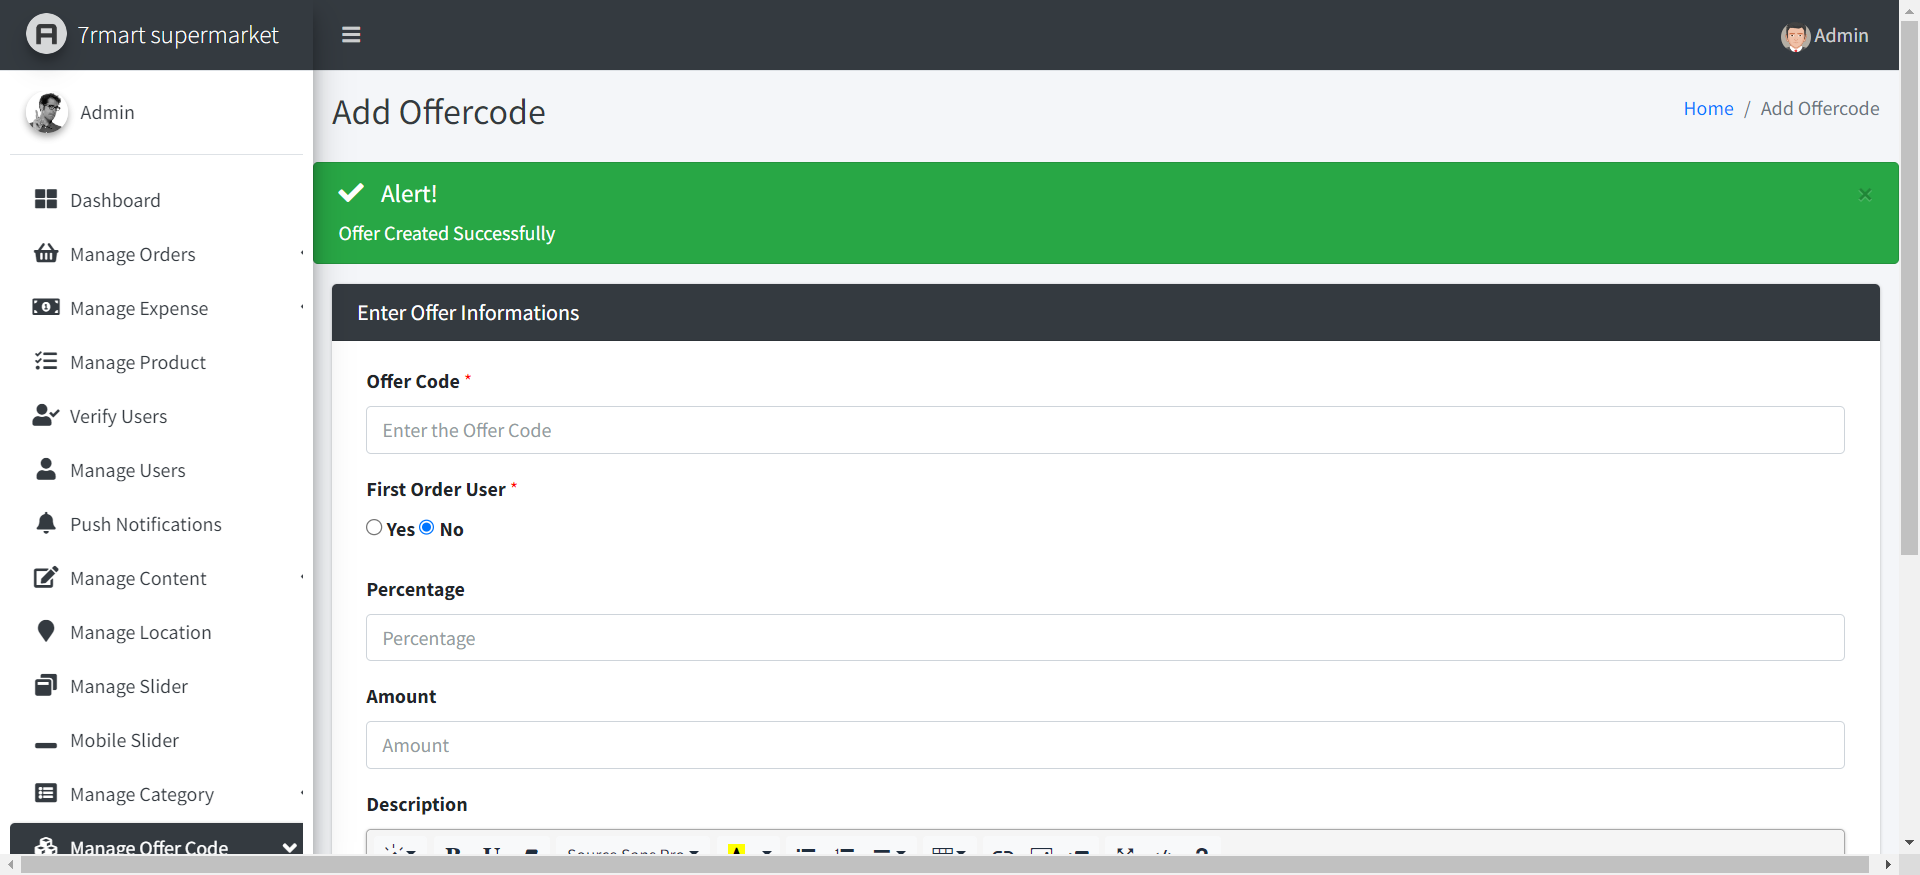 7rmart supermarket
Admin
Admin
Add Offercode
Home / Add Offercode
Dashboard
Manage Orders
Manage Expense
Manage Product
Verify Users
Manage Users
Push Notifications
Manage Content
Manage Location
Manage Slider
Mobile Slider
Manage Category
Manage Offer Code
Alert!
×
Offer Created Successfully
Enter Offer Informations
Offer Code *
Enter the Offer Code
First Order User *
Yes No
Percentage
Percentage
Amount
Amount
Description
Source Sans Pro